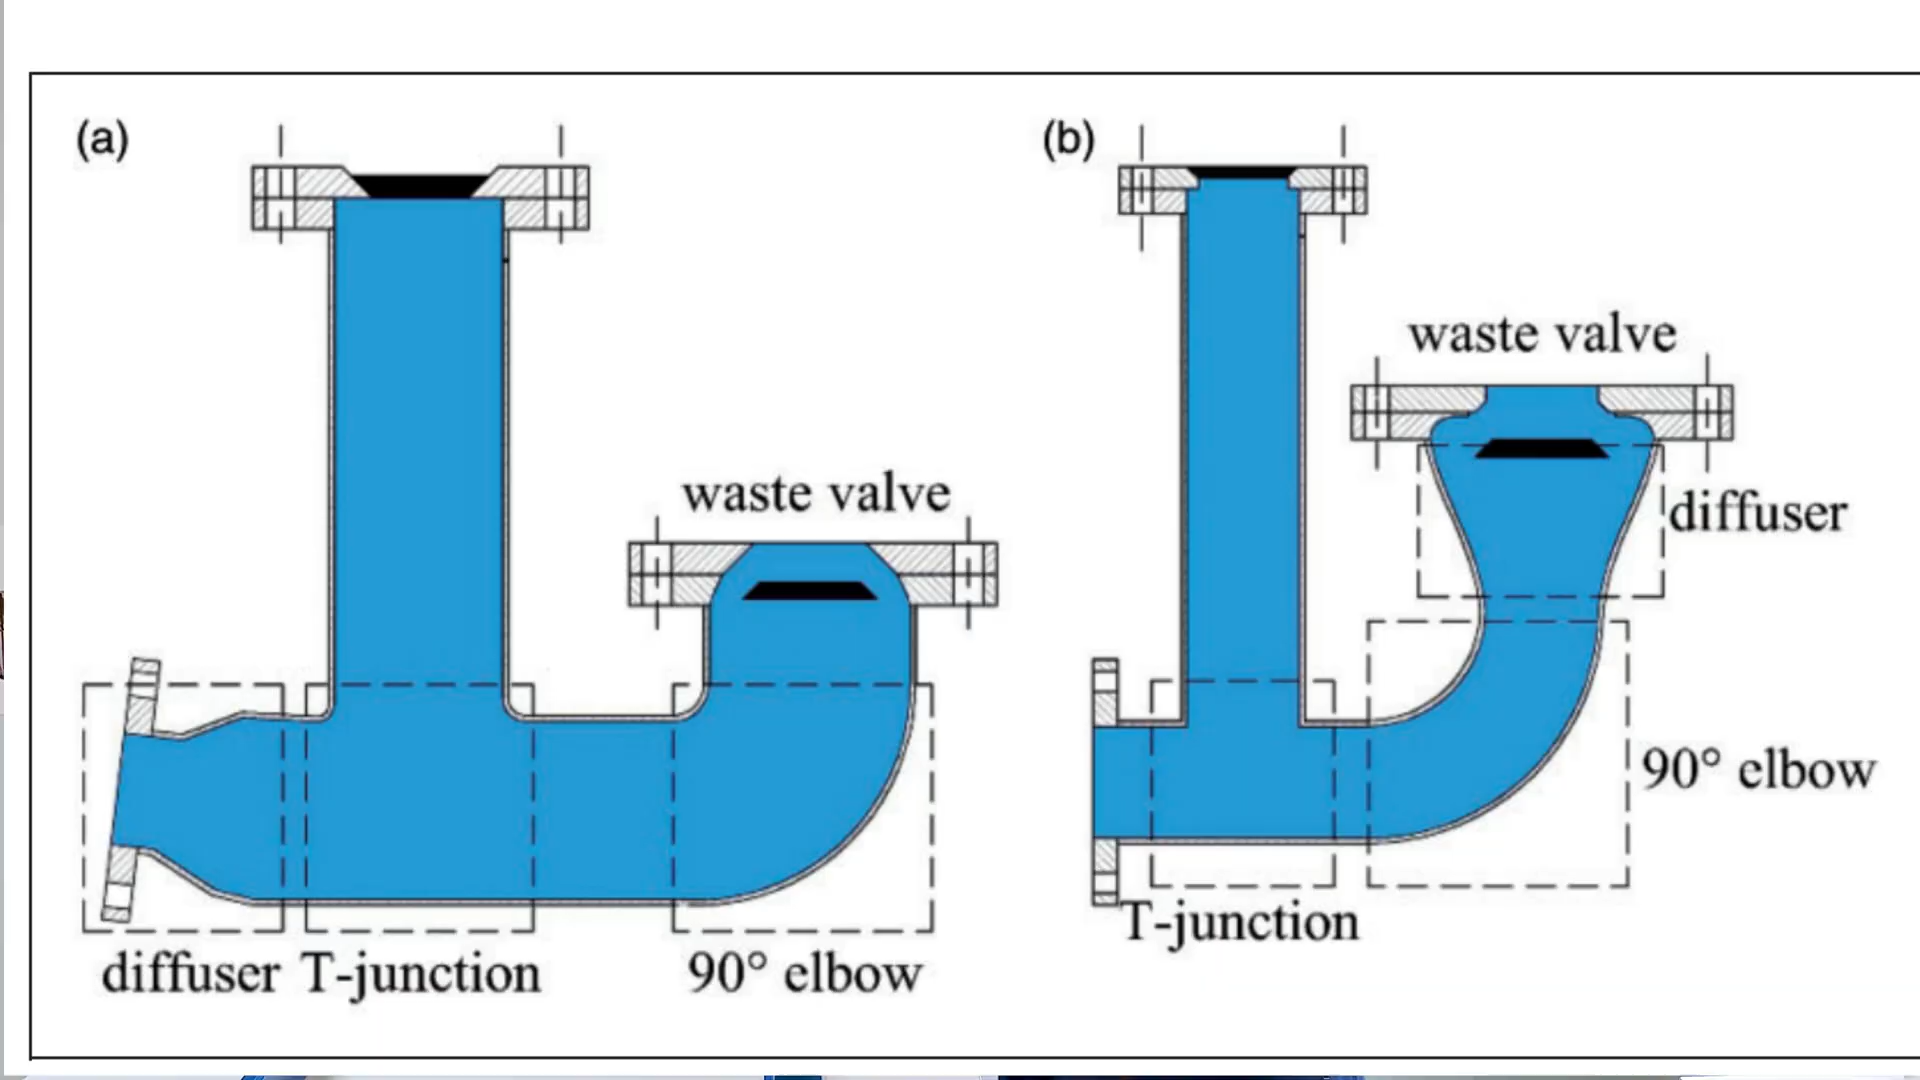 (a)
waste valve
diffuser T-junction
90° elbow
(b)
waste valve
diffuser
90° elbow
T-junction